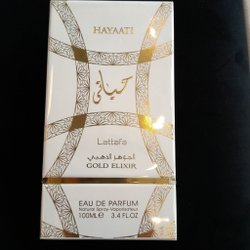 HAYAATI
حياتي
Lattafa
الجوهر الذهبي
GOLD ELIXIR
EAU DE PARFUM
Natural Spray-Vaporisateur
100ML℮ 3.4 FL.OZ